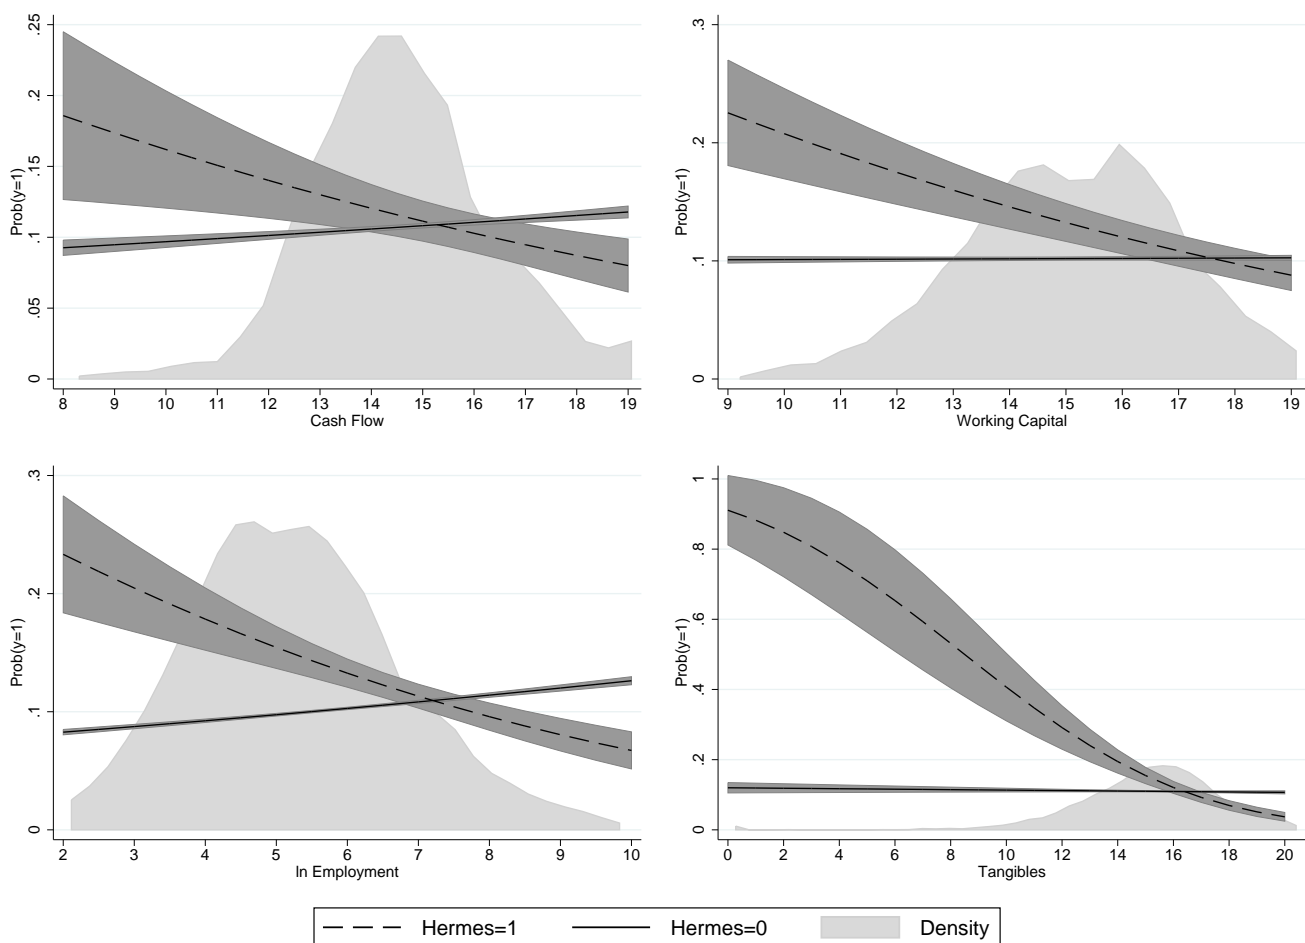 .25
.2
.15
.1
.05
0
Prob(y=1)
8 9 10 11 12 13 14 15 16 17 18 19
Cash Flow
.3
.2
.1
0
Prob(y=1)
9 10 11 12 13 14 15 16 17 18 19
Working Capital
.3
.2
.1
0
Prob(y=1)
2 3 4 5 6 7 8 9 10
ln Employment
1
.8
.6
.4
.2
0
Prob(y=1)
0 2 4 6 8 10 12 14 16 18 20
Tangibles
Hermes=1 Hermes=0 Density